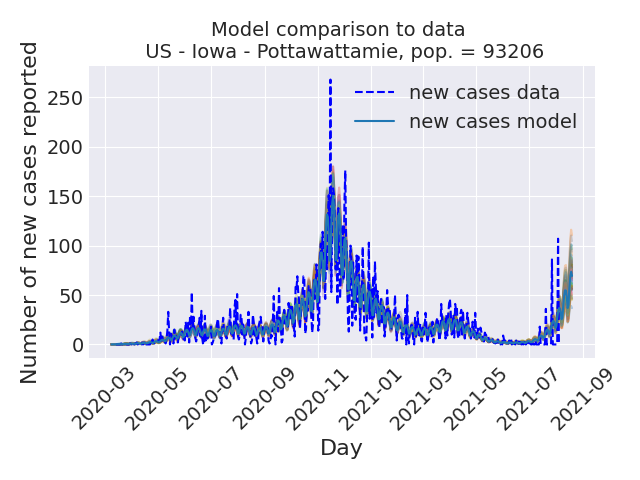 Model comparison to data
US - Iowa - Pottawattamie, pop. = 93206
Number of new cases reported
250
200
150
100
50
0
new cases data
new cases model
2020-03
2020-05
2020-07
2020-09
2020-11
2021-01
2021-03
2021-05
2021-07
2021-09
Day